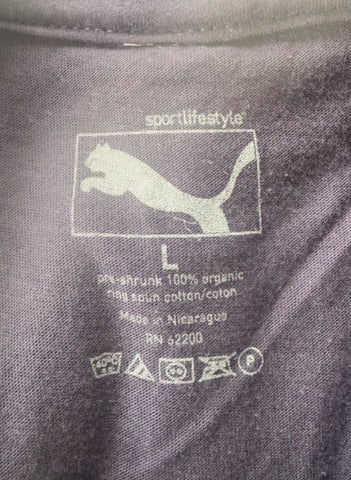 sportlifestyle®
L
pre-shrunk 100% organic
ring spun cotton/coton
Made in Nicaragua
RN 62200
P